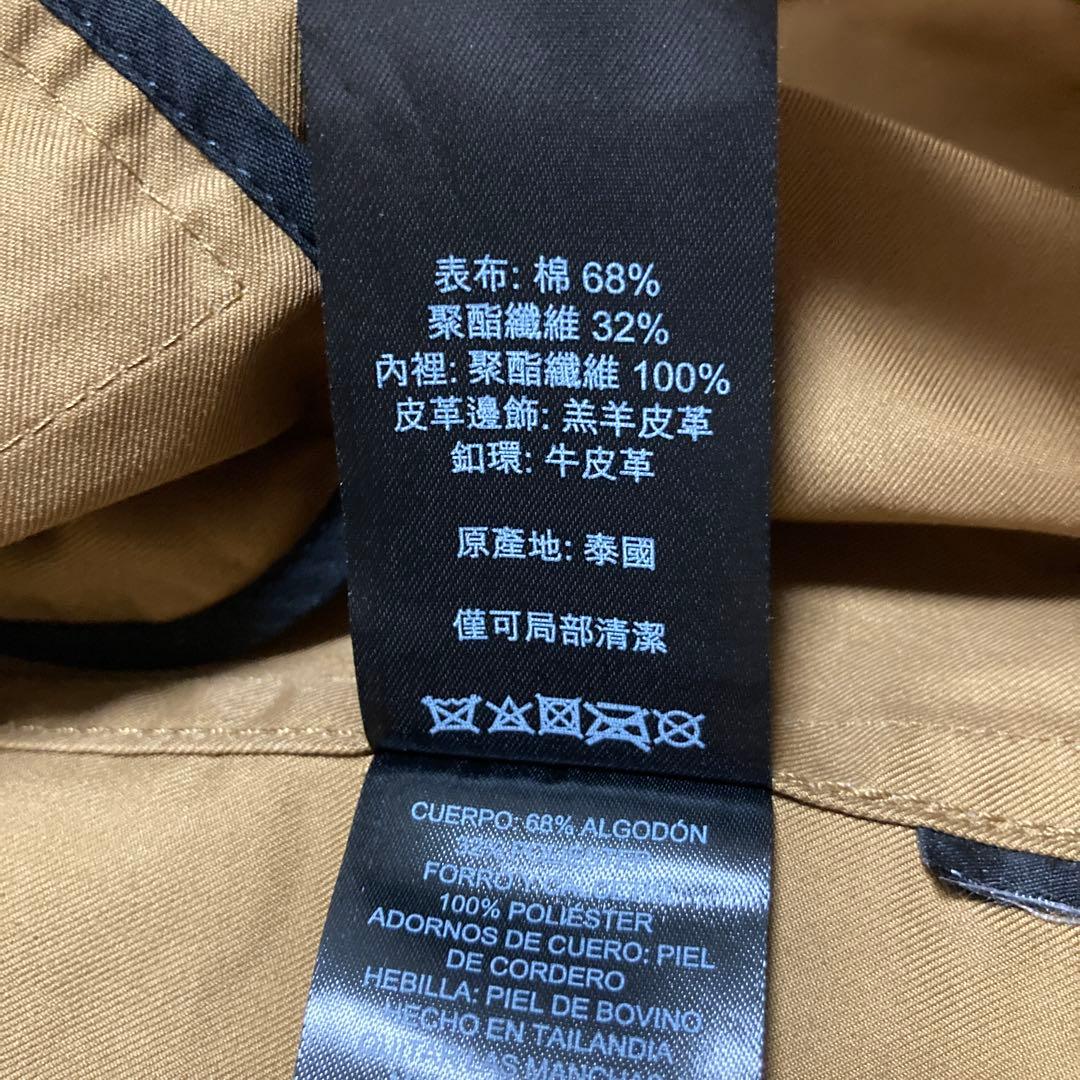 表布: 棉 68%
聚酯纖維 32%
內裡: 聚酯纖維 100%
皮革邊飾: 羔羊皮革
釦環: 牛皮革
原產地: 泰國
僅可局部清潔
CUERPO: 68% ALGODÓN
FORRO Y
100% POLIÉSTER
ADORNOS DE CUERO: PIEL
DE CORDERO
HEBILLA: PIEL DE BOVINO
HECHO EN TAILANDIA
LAS MANCHAS